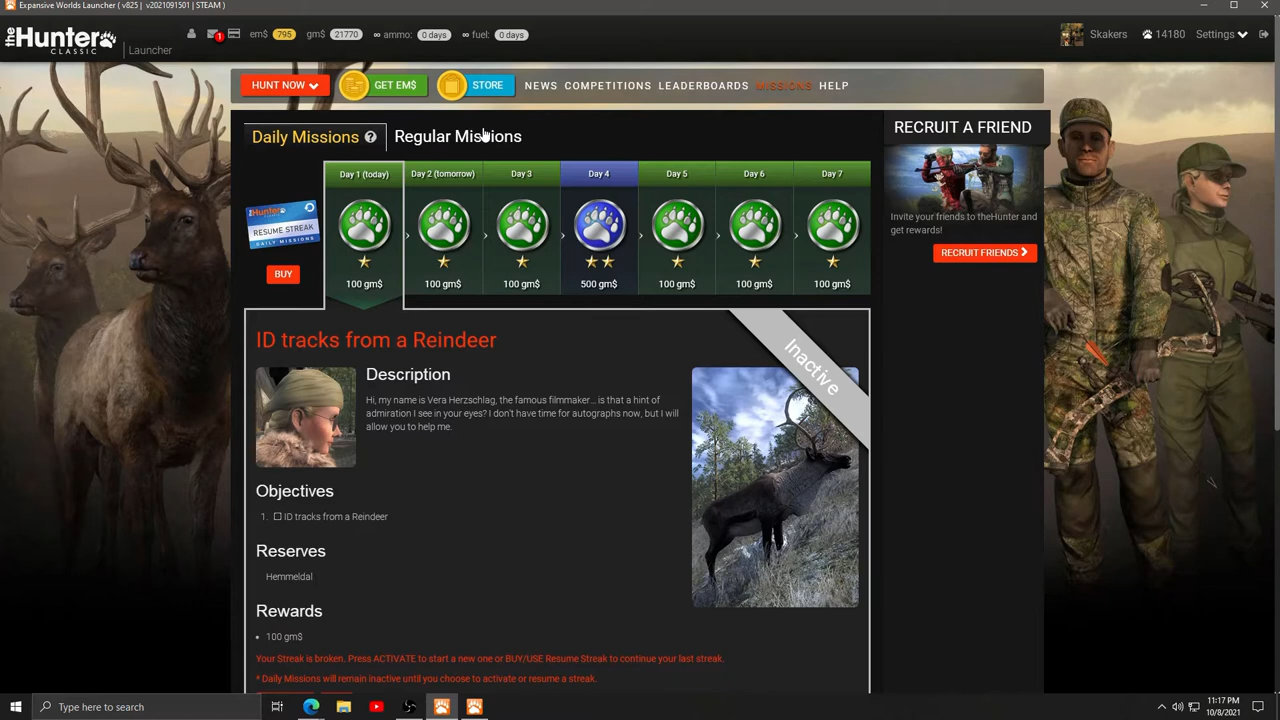 Expansive Worlds Launcher ( v825 | v2021091501 | STEAM )
theHunter CLASSIC | Launcher
1 em$ 795 gm$ 21770 ∞ ammo: 0 days ∞ fuel: 0 days
Skakers 14180 Settings
HUNT NOW GET EM$ STORE NEWS COMPETITIONS LEADERBOARDS MISSIONS HELP
Daily Missions ? Regular Missions
Day 1 (today) Day 2 (tomorrow) Day 3 Day 4 Day 5 Day 6 Day 7
theHunter
RESUME STREAK
DAILY MISSIONS
BUY
100 gm$ 100 gm$ 100 gm$ 500 gm$ 100 gm$ 100 gm$ 100 gm$
RECRUIT A FRIEND
Invite your friends to theHunter and
get rewards!
RECRUIT FRIENDS
ID tracks from a Reindeer
Inactive
Description
Hi, my name is Vera Herzschlag, the famous filmmaker... is that a hint of
admiration I see in your eyes? I don't have time for autographs now, but I will
allow you to help me.
Objectives
1. ID tracks from a Reindeer
Reserves
Hemmeldal
Rewards
• 100 gm$
Your Streak is broken. Press ACTIVATE to start a new one or BUY/USE Resume Streak to continue your last streak.
* Daily Missions will remain inactive until you choose to activate or resume a streak.
Type here to search
11:17 PM
10/8/2021